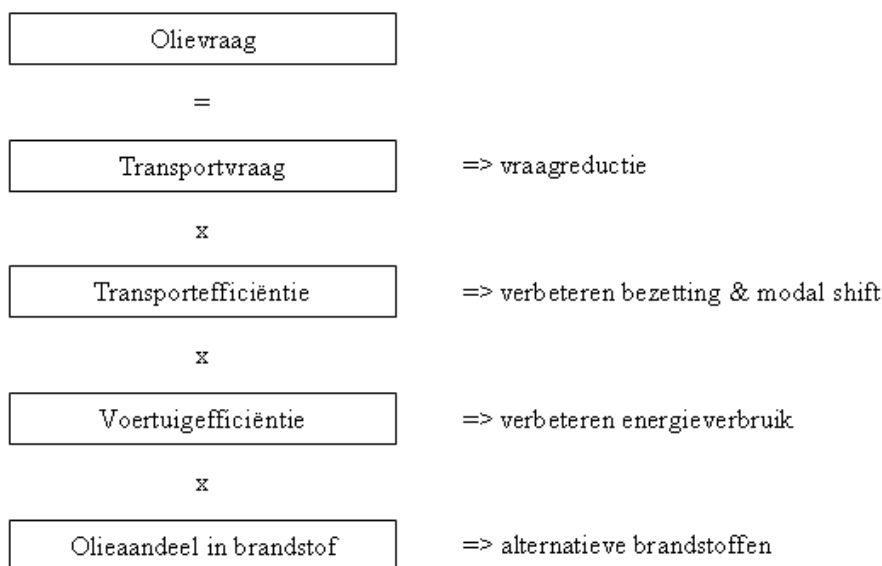 Olievraag
=
Transportvraag => vraagreductie
x
Transportefficiëntie => verbeteren bezetting & modal shift
x
Voertuigefficiëntie => verbeteren energieverbruik
x
Olieaandeel in brandstof => alternatieve brandstoffen